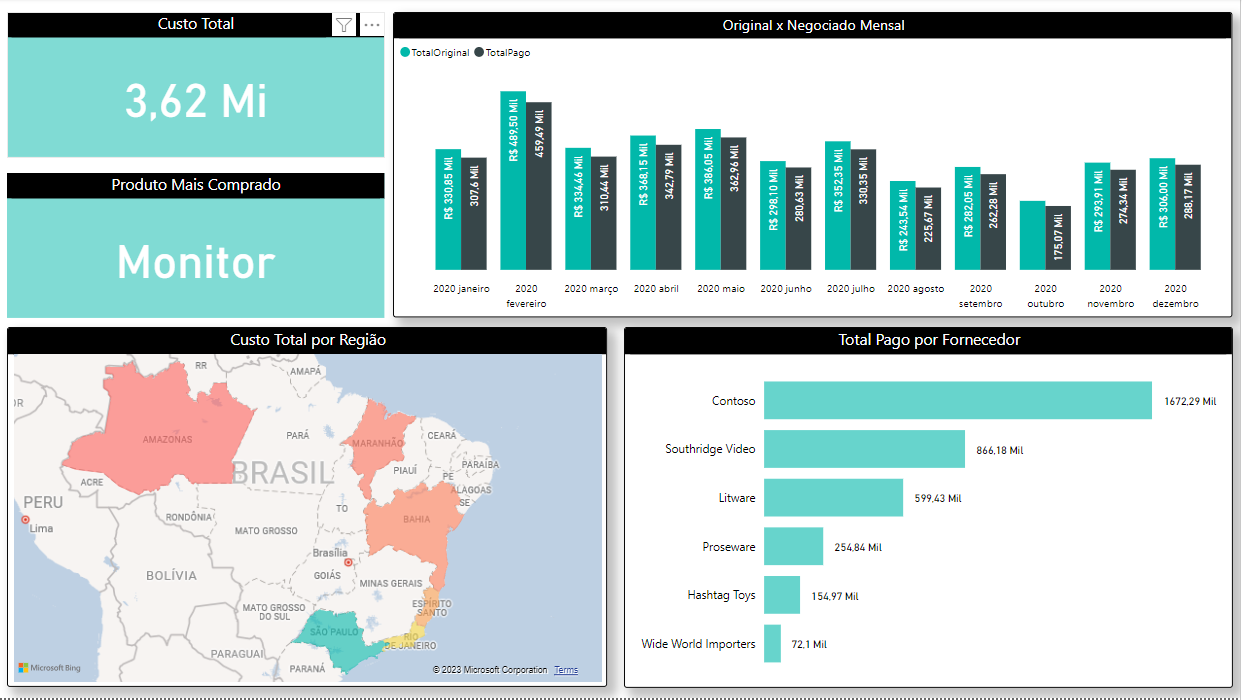 Custo Total
3,62 Mi
Produto Mais Comprado
Monitor
Original x Negociado Mensal
TotalOriginal TotalPago
R$ 330,85 Mil
307,6 Mil
R$ 489,50 Mil
459,49 Mil
R$ 334,46 Mil
310,44 Mil
R$ 368,15 Mil
342,79 Mil
R$ 386,05 Mil
362,96 Mil
R$ 298,10 Mil
280,63 Mil
R$ 352,35 Mil
330,35 Mil
R$ 243,54 Mil
225,67 Mil
R$ 282,05 Mil
262,28 Mil
175,07 Mil
R$ 293,91 Mil
274,34 Mil
R$ 306,00 Mil
288,17 Mil
2020 janeiro
2020
fevereiro
2020 março
2020 abril
2020 maio
2020 junho
2020 julho
2020 agosto
2020
setembro
2020
outubro
2020
novembro
2020
dezembro
Custo Total por Região
RR
AMAPÁ
OR
AMAZONAS
PARÁ
MARANHÃO
CEARÁ
PARAÍBA
PIAUÍ
PE
ALAGOAS
SE
BRASIL
ACRE
PERU
Lima
TO
RONDÔNIA
BAHIA
MATO GROSSO
Brasília
GOIÁS
BOLÍVIA
MINAS GERAIS
ESPÍRITO
SANTO
MATO GROSSO
DO SUL
SÃO PAULO
RIO
DE JANEIRO
PARAGUAI
PARANÁ
Microsoft Bing
© 2023 Microsoft Corporation Terms
Total Pago por Fornecedor
Contoso 1672,29 Mil
Southridge Video 866,18 Mil
Litware 599,43 Mil
Proseware 254,84 Mil
Hashtag Toys 154,97 Mil
Wide World Importers 72,1 Mil